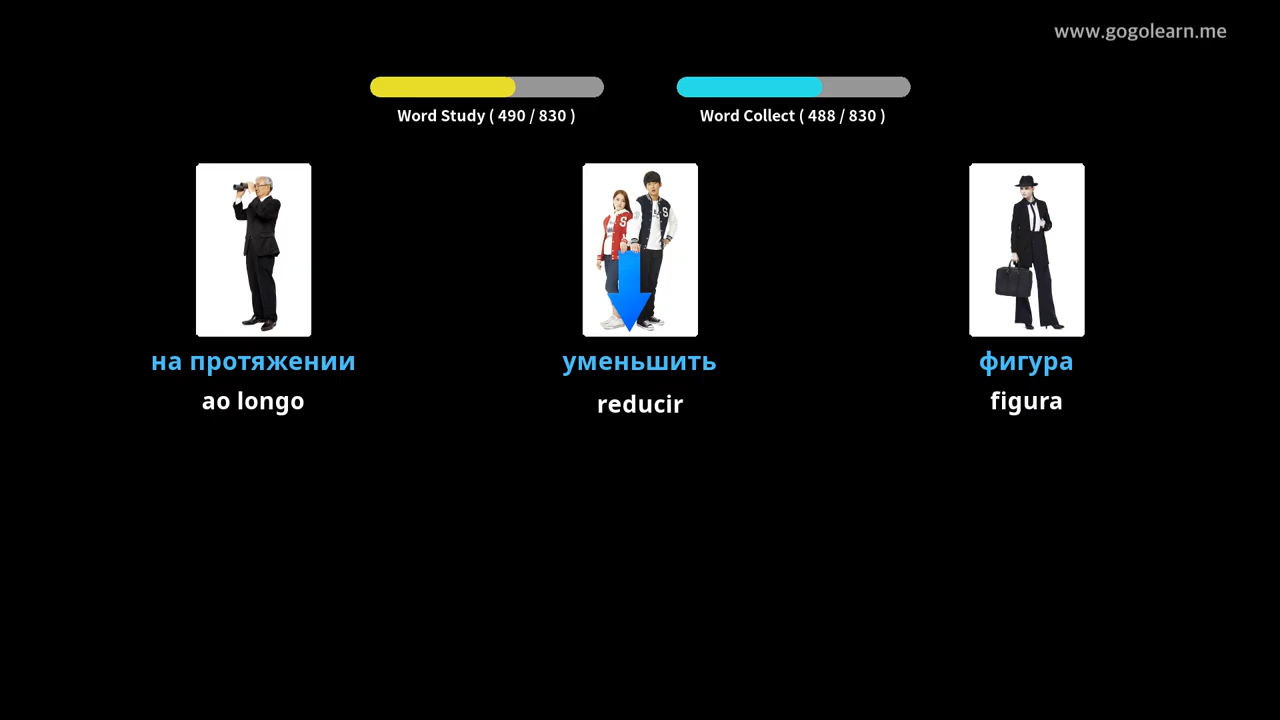 www.gogolearn.me
Word Study ( 490 / 830 )
Word Collect ( 488 / 830 )
на протяжении
уменьшить
фигура
ao longo
reducir
figura